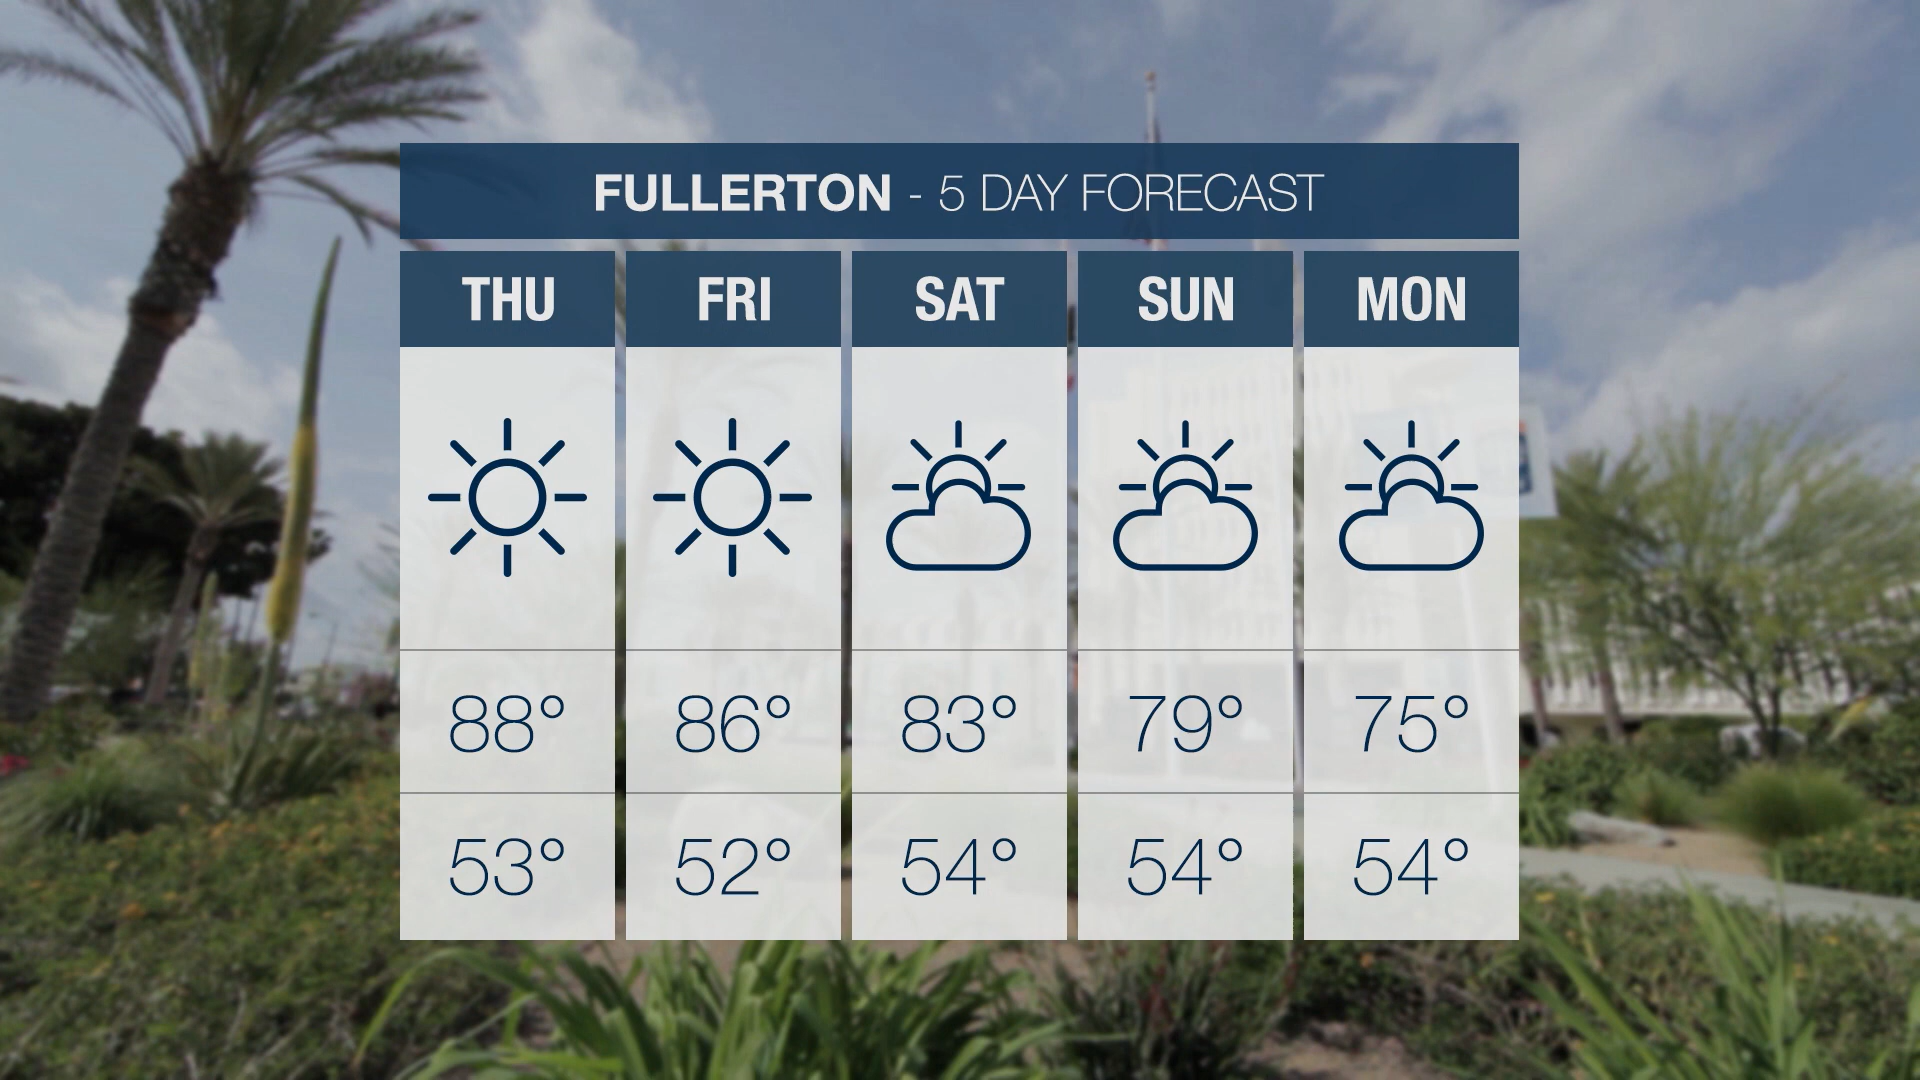 FULLERTON - 5 DAY FORECAST
THU FRI SAT SUN MON
88° 86° 83° 79° 75°
53° 52° 54° 54° 54°